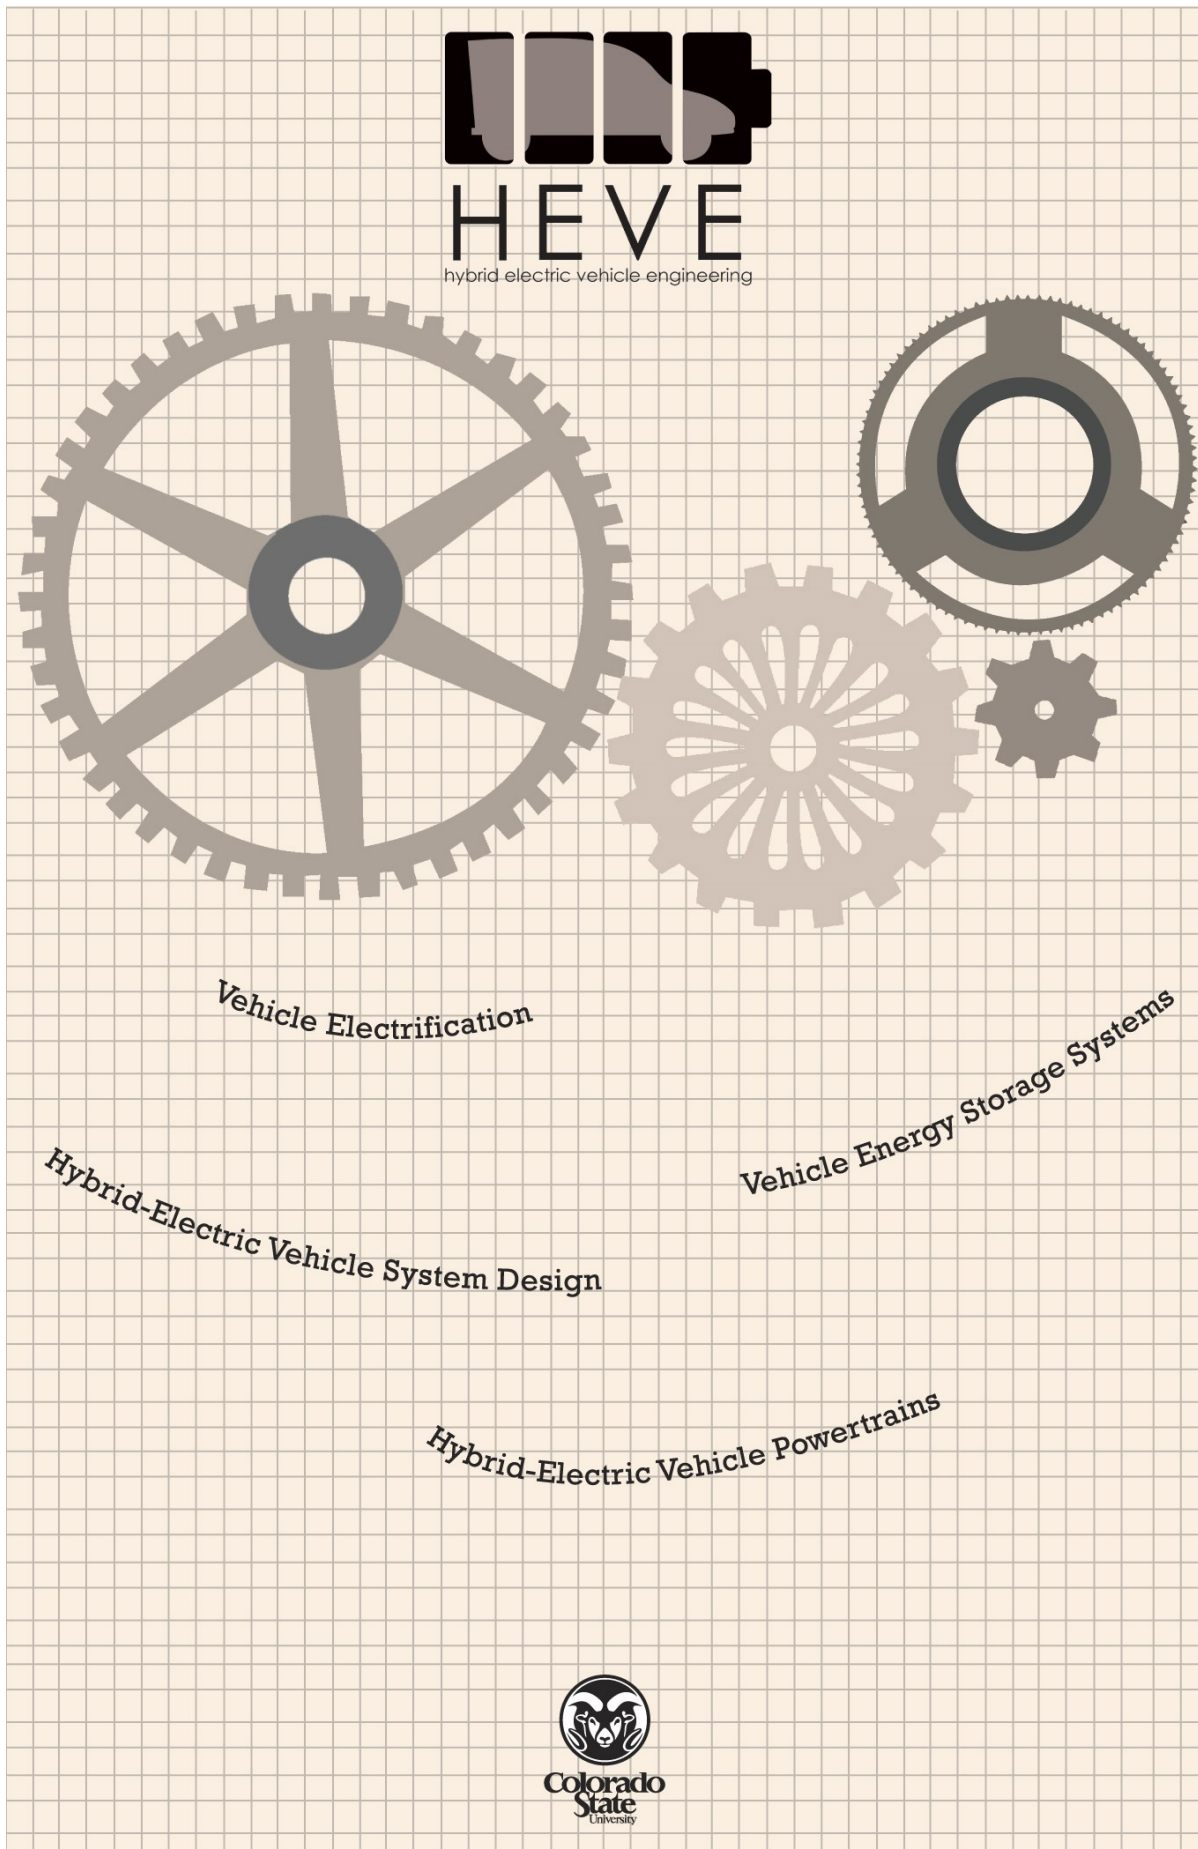 HEVE
hybrid electric vehicle engineering
Vehicle Electrification
Vehicle Energy Storage Systems
Hybrid-Electric Vehicle System Design
Hybrid-Electric Vehicle Powertrains
Colorado
State
University